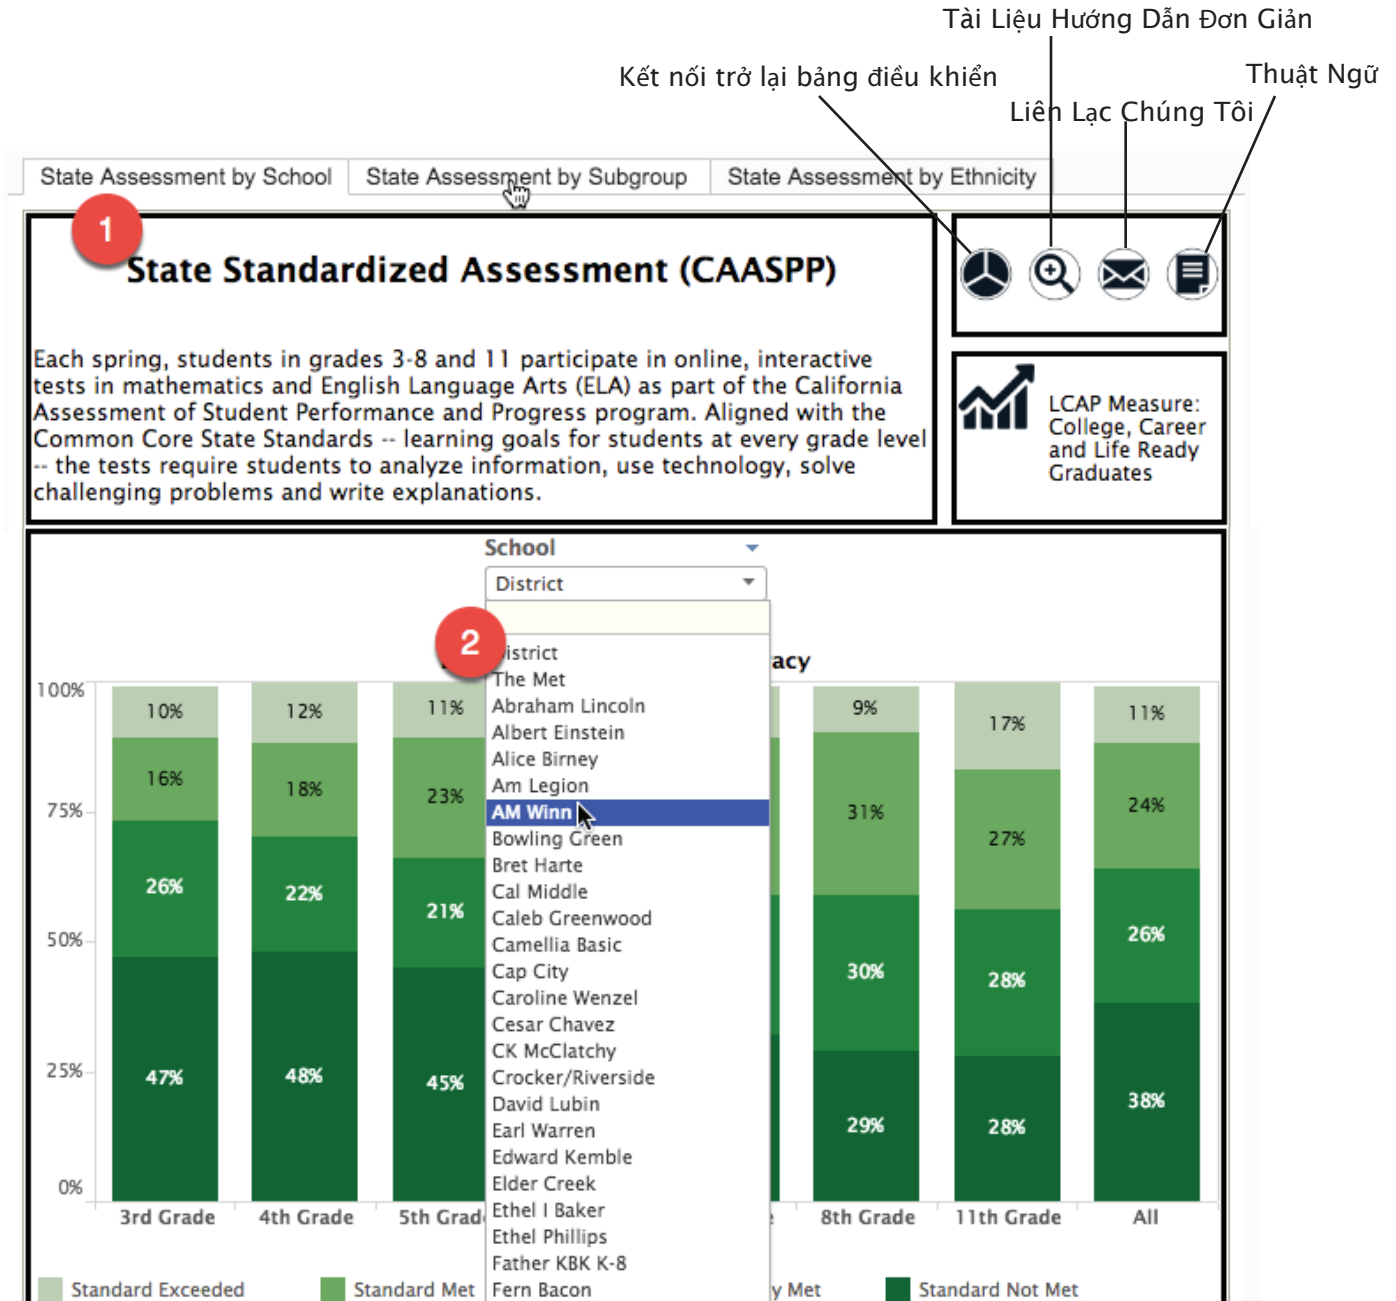 Tài Liệu Hướng Dẫn Đơn Giản
Kết nối trở lại bảng điều khiển
Thuật Ngữ
Liên Lạc Chúng Tôi
State Assessment by School
State Assessment by Subgroup
State Assessment by Ethnicity
1
State Standardized Assessment (CAASPP)
Each spring, students in grades 3-8 and 11 participate in online, interactive
tests in mathematics and English Language Arts (ELA) as part of the California
Assessment of Student Performance and Progress program. Aligned with the
Common Core State Standards -- learning goals for students at every grade level
-- the tests require students to analyze information, use technology, solve
challenging problems and write explanations.
LCAP Measure:
College, Career
and Life Ready
Graduates
School
District
2
District
The Met
Abraham Lincoln
Albert Einstein
Alice Birney
Am Legion
AM Winn
Bowling Green
Bret Harte
Cal Middle
Caleb Greenwood
Camellia Basic
Cap City
Caroline Wenzel
Cesar Chavez
CK McClatchy
Crocker/Riverside
David Lubin
Earl Warren
Edward Kemble
Elder Creek
Ethel I Baker
Ethel Phillips
Father KBK K-8
Fern Bacon
100%
75%
50%
25%
0%
10%
16%
26%
47%
12%
18%
22%
48%
11%
23%
21%
45%
9%
31%
30%
29%
17%
27%
28%
28%
11%
24%
26%
38%
3rd Grade
4th Grade
5th Grad
8th Grade
11th Grade
All
Standard Exceeded
Standard Met
y Met
Standard Not Met